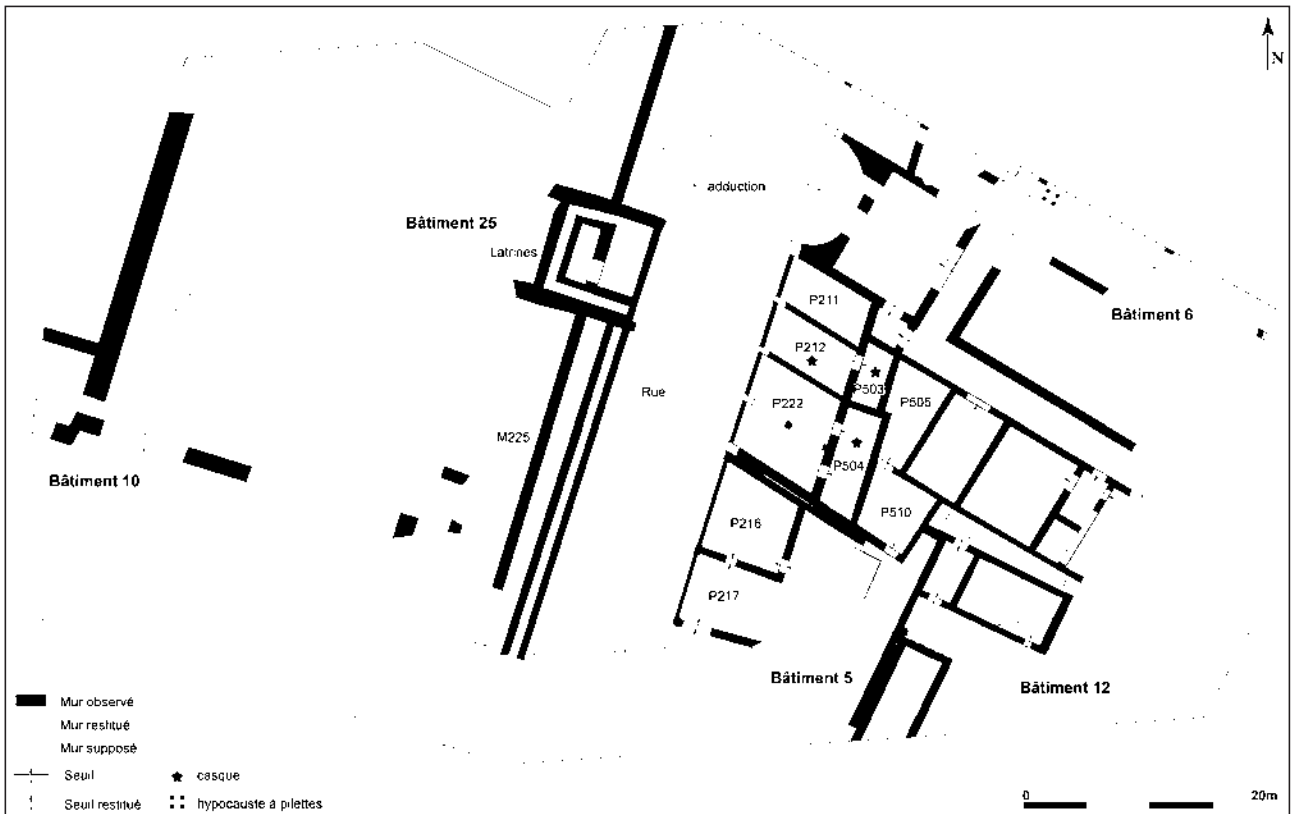 N
adduction
Bâtiment 25
Latrines
P211
Bâtiment 6
P212
P503
Rue
P222
P505
M225
P504
Bâtiment 10
P510
P216
P217
Bâtiment 5
Bâtiment 12
Mur observé
Mur restitué
Mur supposé
Seuil
casque
Seuil restitué
hypocauste à pilettes
0 20m